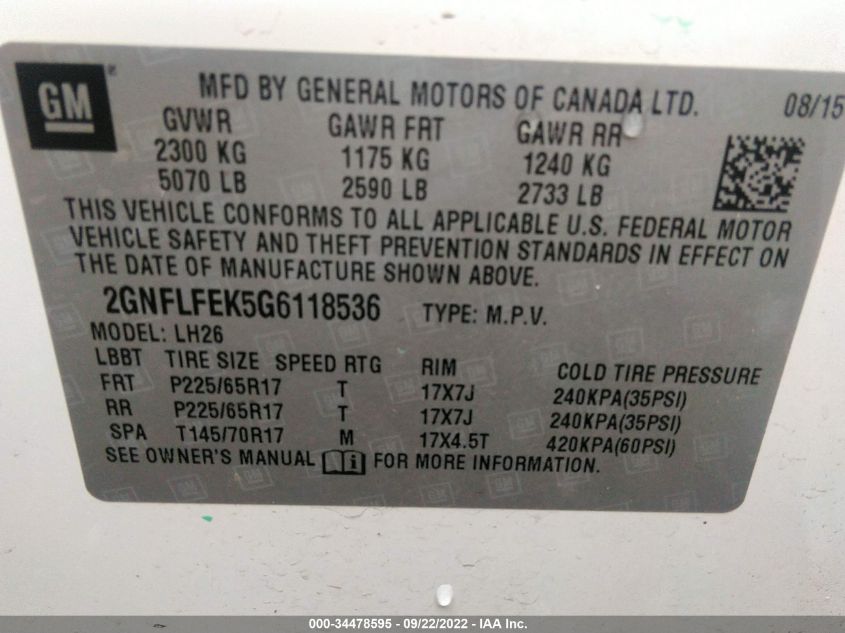 GM
MFD BY GENERAL MOTORS OF CANADA LTD. 08/15
GVWR GAWR FRT GAWR RR
2300 KG 1175 KG 1240 KG
5070 LB 2590 LB 2733 LB
THIS VEHICLE CONFORMS TO ALL APPLICABLE U.S. FEDERAL MOTOR
VEHICLE SAFETY AND THEFT PREVENTION STANDARDS IN EFFECT ON
THE DATE OF MANUFACTURE SHOWN ABOVE.
2GNFLFEK5G6118536 TYPE: M.P.V.
MODEL: LH26
LBBT TIRE SIZE SPEED RTG RIM COLD TIRE PRESSURE
FRT P225/65R17 T 17X7J 240KPA(35PSI)
RR P225/65R17 T 17X7J 240KPA(35PSI)
SPA T145/70R17 M 17X4.5T 420KPA(60PSI)
SEE OWNER'S MANUAL FOR MORE INFORMATION.
000-34478595 - 09/22/2022 - IAA Inc.